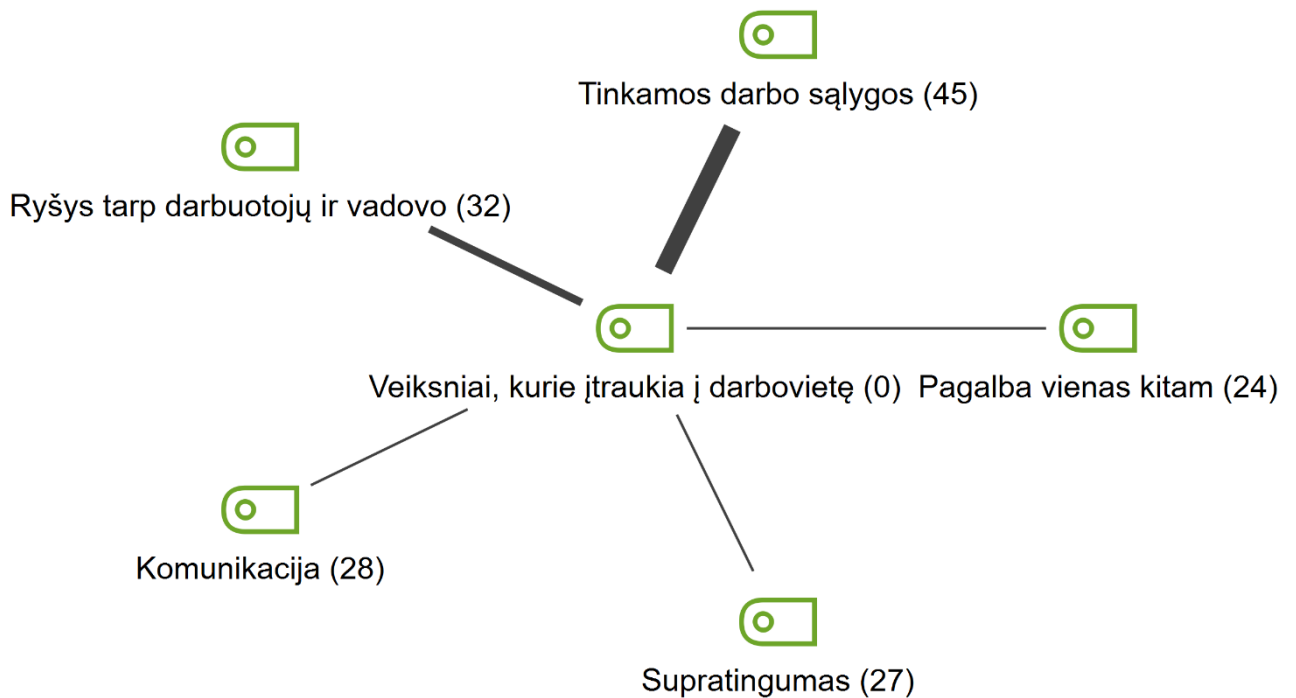 Tinkamos darbo sąlygos (45)
Ryšys tarp darbuotojų ir vadovo (32)
Veiksniai, kurie įtraukia į darbovietę (0)
Pagalba vienas kitam (24)
Komunikacija (28)
Supratingumas (27)